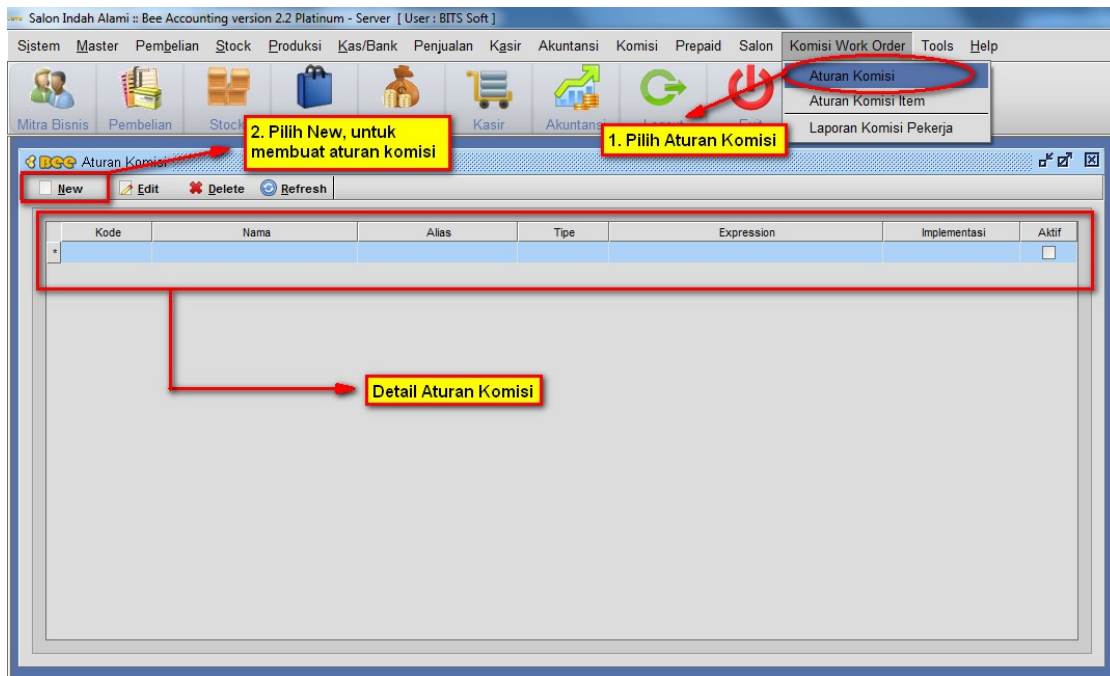 Salon Indah Alami :: Bee Accounting version 2.2 Platinum - Server [ User : BITS Soft ]
Sistem Master Pembelian Stock Produksi Kas/Bank Penjualan Kasir Akuntansi Komisi Prepaid Salon Komisi Work Order Tools Help
Aturan Komisi
Aturan Komisi Item
Laporan Komisi Pekerja
Mitra Bisnis Pembelian Stock Kasir Akuntansi
1. Pilih Aturan Komisi
2. Pilih New, untuk
membuat aturan komisi
Bee Aturan Komisi
New Edit Delete Refresh
Kode Nama Alias Tipe Expression Implementasi Aktif
*
Detail Aturan Komisi